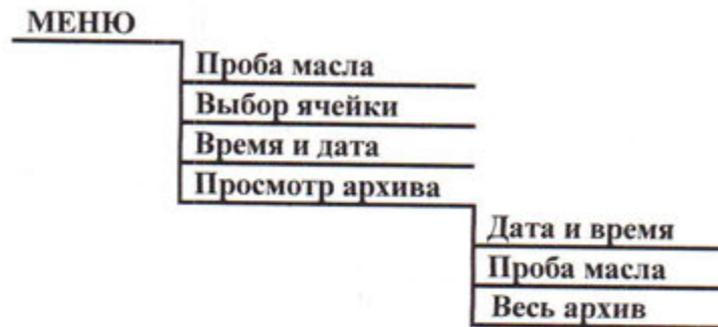 МЕНЮ
Проба масла
Выбор ячейки
Время и дата
Просмотр архива
Дата и время
Проба масла
Весь архив